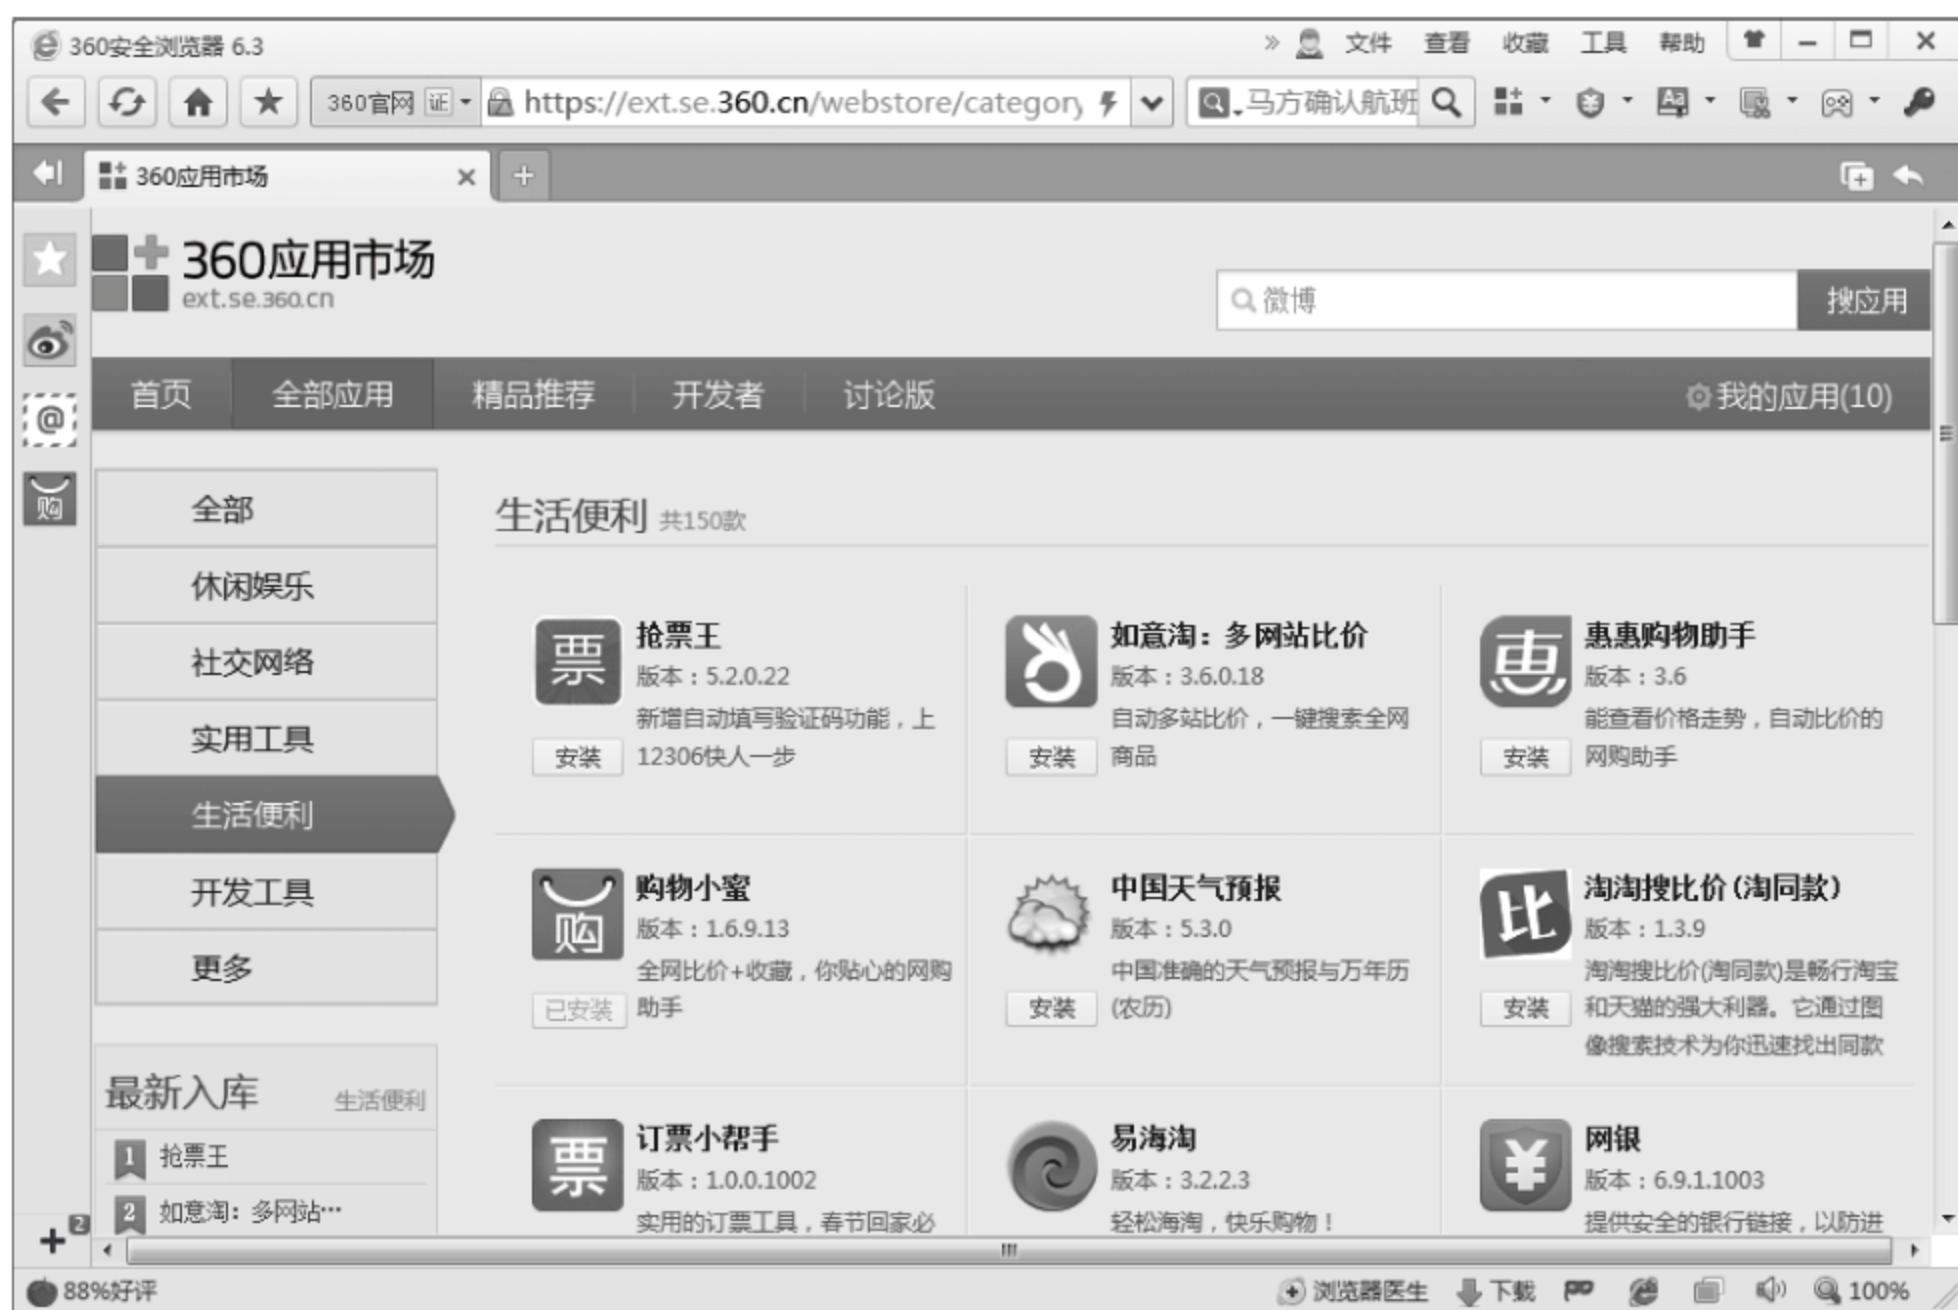 360安全浏览器 6.3
» 文件 查看 收藏 工具 帮助
360官网 证 https://ext.se.360.cn/webstore/category
马方确认航班
360应用市场
360应用市场
ext.se.360.cn
微博 搜应用
首页 全部应用 精品推荐 开发者 讨论版 我的应用(10)
全部
休闲娱乐
社交网络
实用工具
生活便利
开发工具
更多
最新入库 生活便利
1 抢票王
2 如意淘：多网站…
生活便利 共150款
票
抢票王
版本：5.2.0.22
新增自动填写验证码功能，上
12306快人一步
安装
如意淘：多网站比价
版本：3.6.0.18
自动多站比价，一键搜索全网
商品
安装
惠
惠惠购物助手
版本：3.6
能查看价格走势，自动比价的
网购助手
安装
购
购物小蜜
版本：1.6.9.13
全网比价+收藏，你贴心的网购
助手
已安装
中国天气预报
版本：5.3.0
中国准确的天气预报与万年历
(农历)
安装
比
淘淘搜比价(淘同款)
版本：1.3.9
淘淘搜比价(淘同款)是畅行淘宝
和天猫的强大利器。它通过图
像搜索技术为你迅速找出同款
安装
票
订票小帮手
版本：1.0.0.1002
实用的订票工具，春节回家必
易海淘
版本：3.2.2.3
轻松海淘，快乐购物！
¥
网银
版本：6.9.1.1003
提供安全的银行链接，以防进
@
购
2
88%好评
浏览器医生 下载 100%